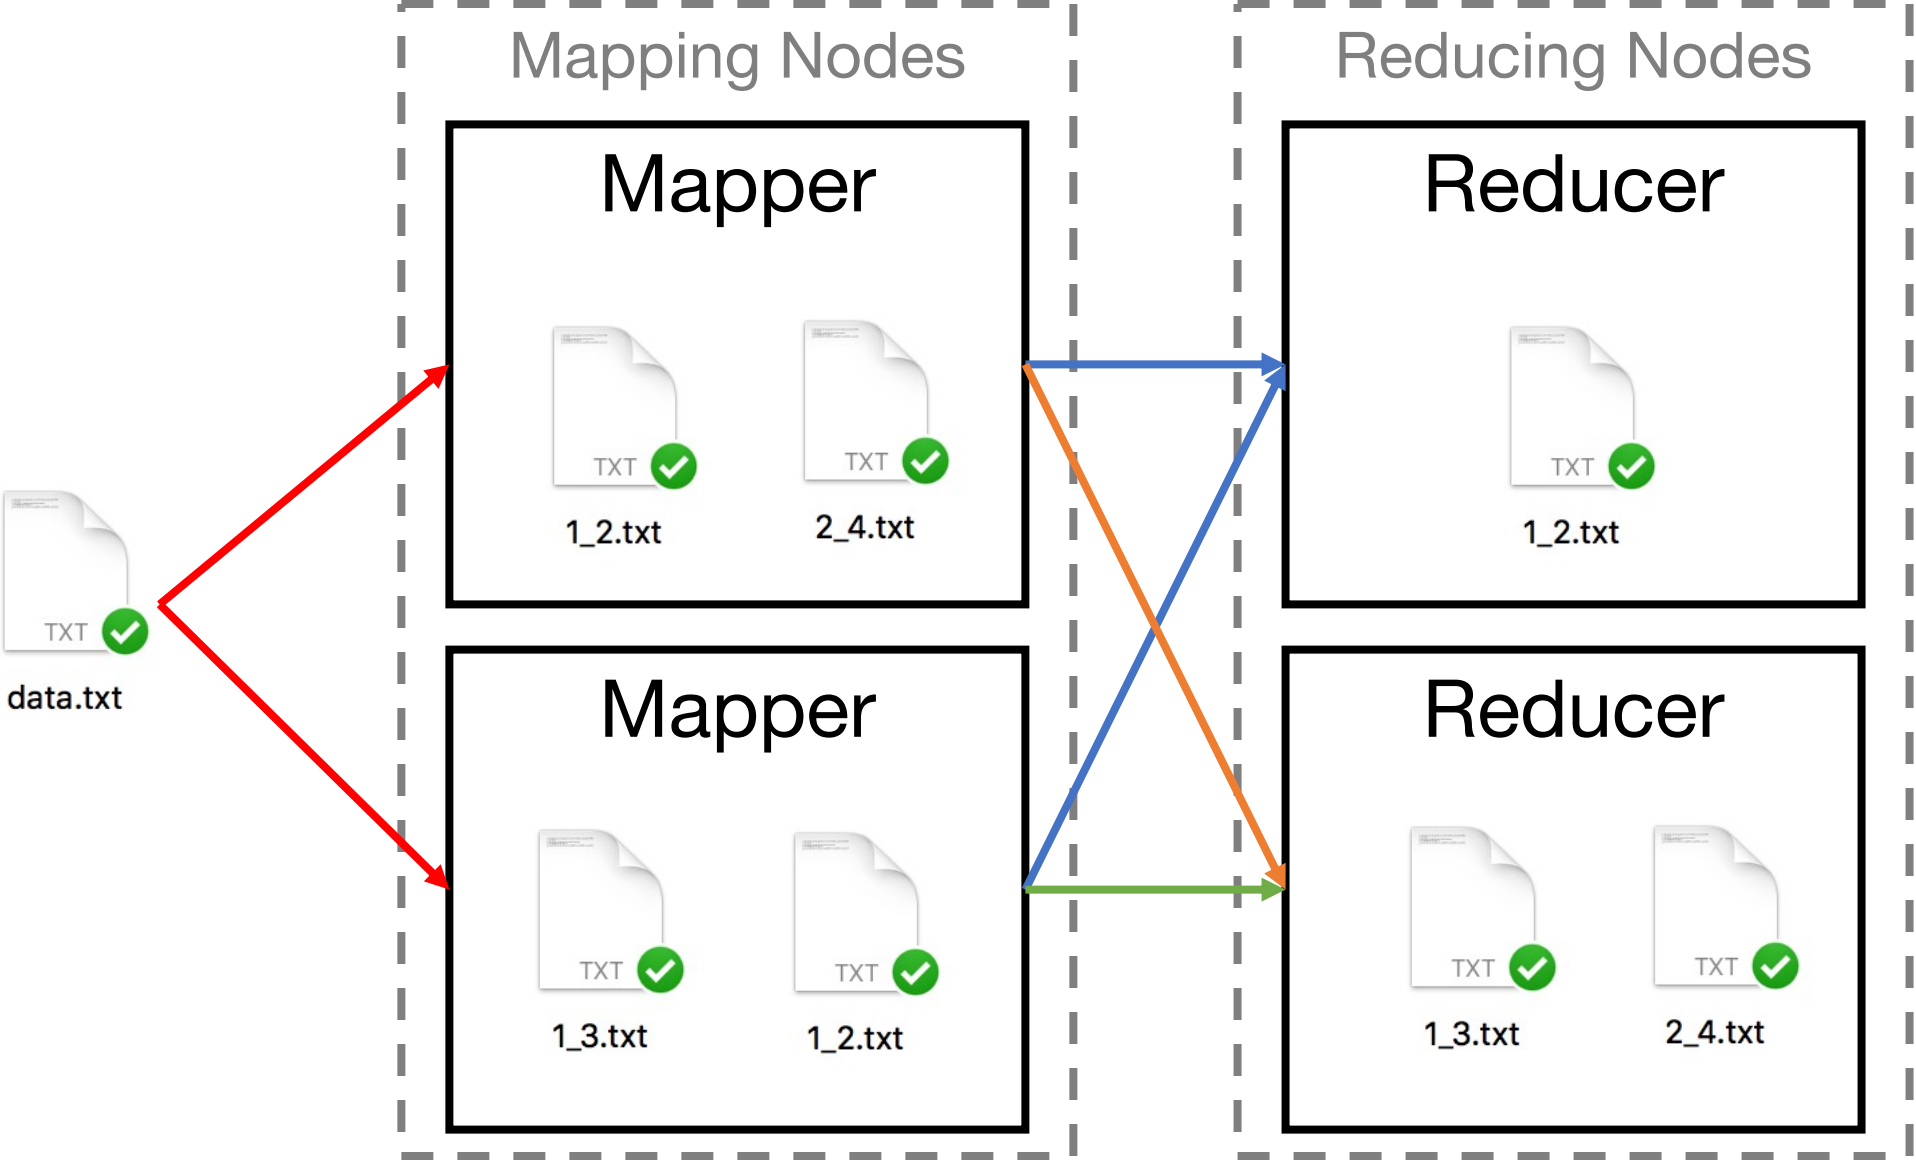 Mapping Nodes
Reducing Nodes
Mapper
Reducer
TXT
1_2.txt
TXT
2_4.txt
TXT
1_2.txt
TXT
data.txt
Mapper
Reducer
TXT
1_3.txt
TXT
1_2.txt
TXT
1_3.txt
TXT
2_4.txt